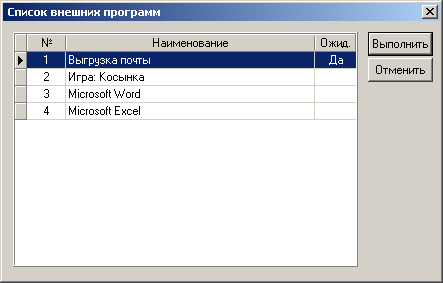 Список внешних программ
№ Наименование Ожид.
1 Выгрузка почты Да
2 Игра: Косынка
3 Microsoft Word
4 Microsoft Excel
Выполнить
Отменить